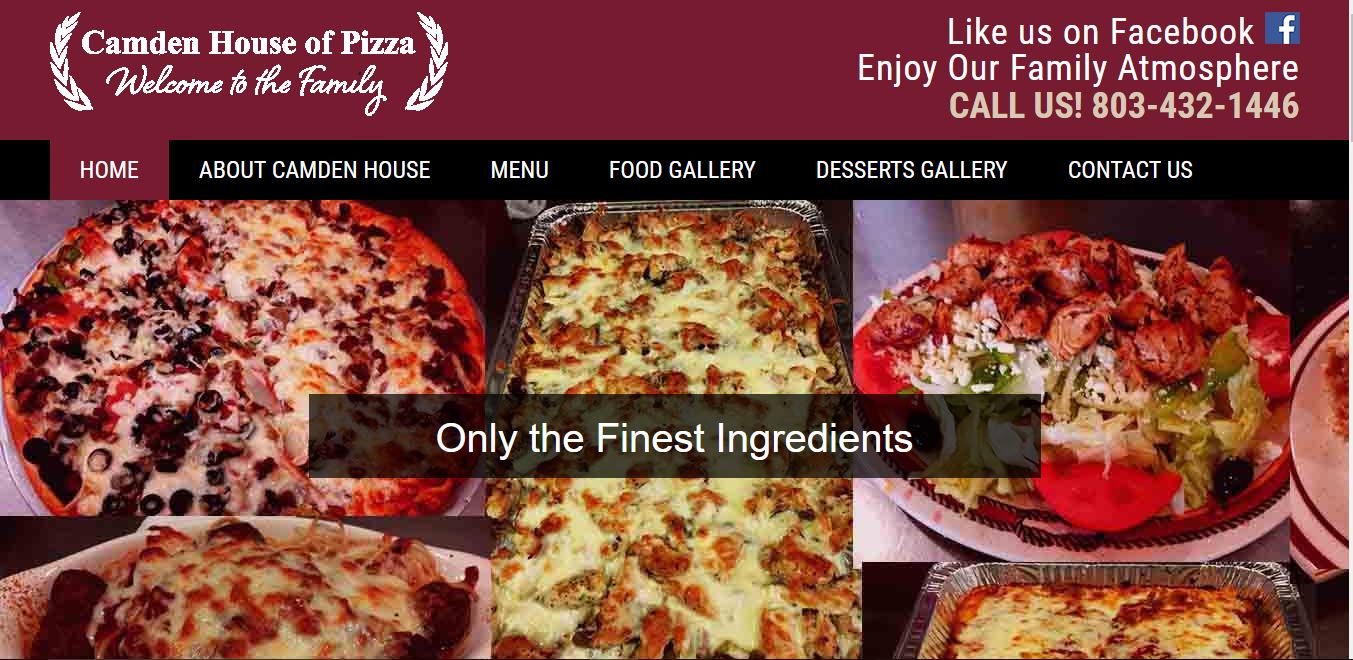 Camden House of Pizza
Welcome to the Family
Like us on Facebook f
Enjoy Our Family Atmosphere
CALL US! 803-432-1446
HOME ABOUT CAMDEN HOUSE MENU FOOD GALLERY DESSERTS GALLERY CONTACT US
Only the Finest Ingredients